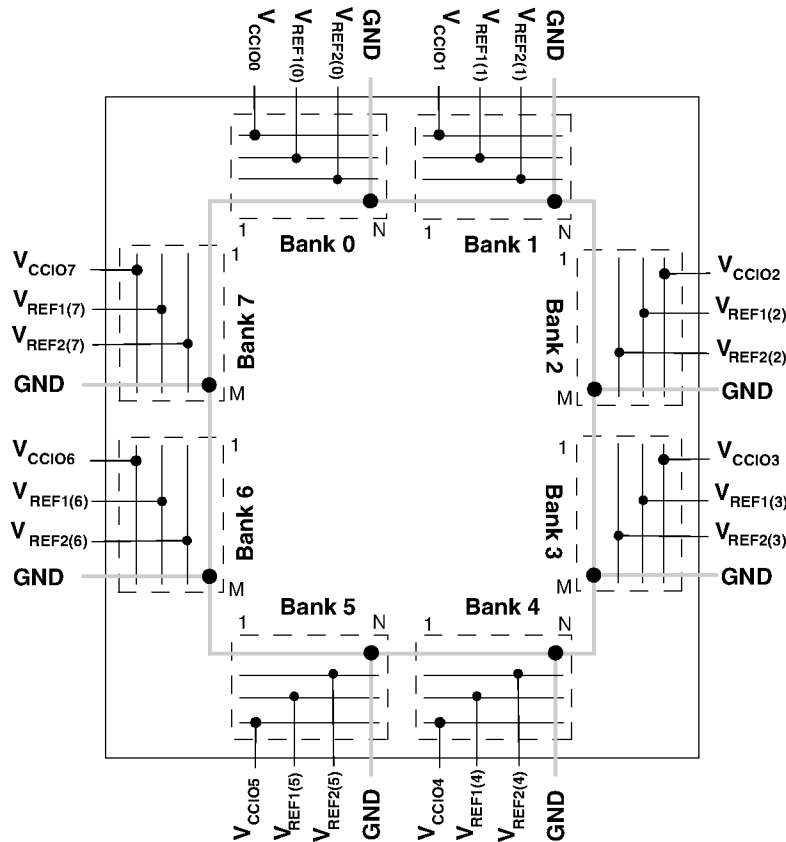 VCCIO0 VREF1(0) VREF2(0) GND VCCIO1 VREF1(1) VREF2(1) GND
1 N 1 N
Bank 0 Bank 1
VCCIO7
VREF1(7)
VREF2(7)
GND
1
Bank 7
M
1
Bank 2
M
VCCIO2
VREF1(2)
VREF2(2)
GND
VCCIO6
VREF1(6)
VREF2(6)
GND
1
Bank 6
M
1
Bank 3
M
VCCIO3
VREF1(3)
VREF2(3)
GND
Bank 5 Bank 4
1 N 1 N
VCCIO5 VREF1(5) VREF2(5) GND VCCIO4 VREF1(4) VREF2(4) GND